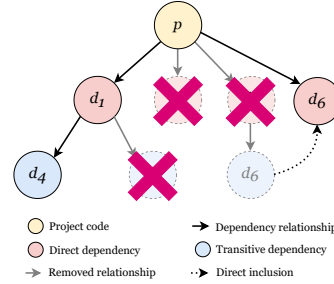 p
d₁
d₆
d₄
d₆
Project code
Dependency relationship
Direct dependency
Transitive dependency
Removed relationship
Direct inclusion